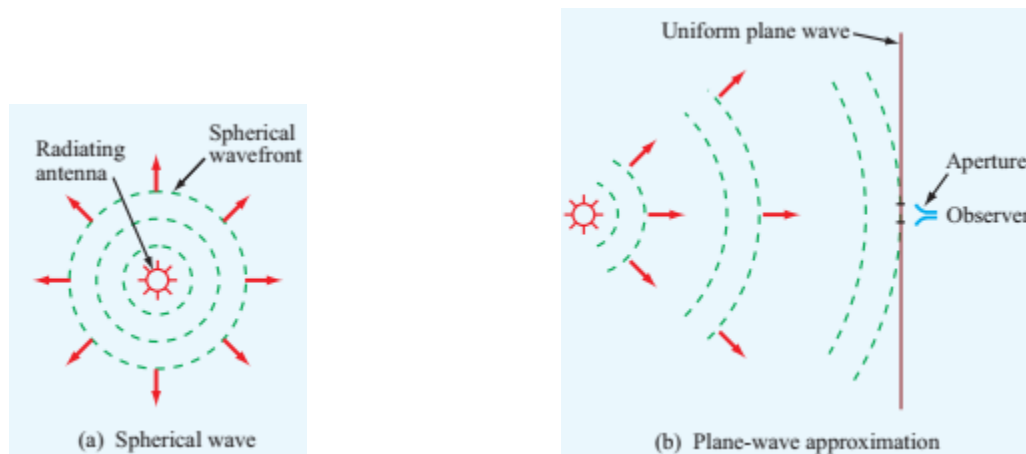 Radiating
antenna
Spherical
wavefront
(a) Spherical wave
Uniform plane wave
Aperture
Observer
(b) Plane-wave approximation